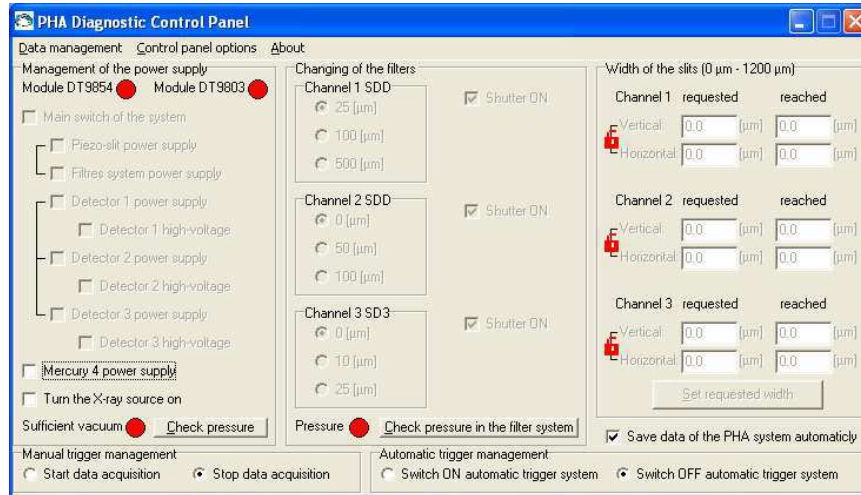 PHA Diagnostic Control Panel
Data management Control panel options About
Management of the power supply
Module DT9854 Module DT9803
Main switch of the system
Piezo-slit power supply
Filtres system power supply
Detector 1 power supply
Detector 1 high-voltage
Detector 2 power supply
Detector 2 high-voltage
Detector 3 power supply
Detector 3 high-voltage
Mercury 4 power supply
Turn the X-ray source on
Sufficient vacuum Check pressure
Changing of the filters
Channel 1 SDD
25 [µm] Shutter ON
100 [µm]
500 [µm]
Channel 2 SDD
0 [µm] Shutter ON
50 [µm]
100 [µm]
Channel 3 SD3
0 [µm] Shutter ON
10 [µm]
25 [µm]
Pressure Check pressure in the filter system
Width of the slits (0 µm - 1200 µm)
Channel 1 requested reached
Vertical: 0.0 [µm] 0.0 [µm]
Horizontal: 0.0 [µm] 0.0 [µm]
Channel 2 requested reached
Vertical: 0.0 [µm] 0.0 [µm]
Horizontal: 0.0 [µm] 0.0 [µm]
Channel 3 requested reached
Vertical: 0.0 [µm] 0.0 [µm]
Horizontal: 0.0 [µm] 0.0 [µm]
Set requested width
Save data of the PHA system automaticly
Manual trigger management
Start data acquisition Stop data acquisition
Automatic trigger management
Switch ON automatic trigger system Switch OFF automatic trigger system